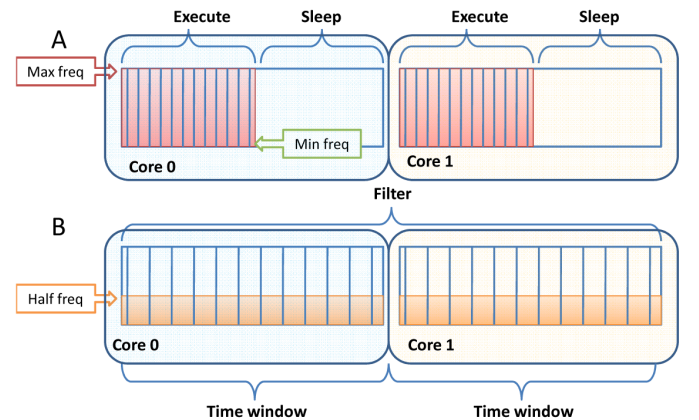 Execute
Sleep
Execute
Sleep
A
Max freq
Min freq
Core 0
Core 1
Filter
B
Half freq
Core 0
Core 1
Time window
Time window